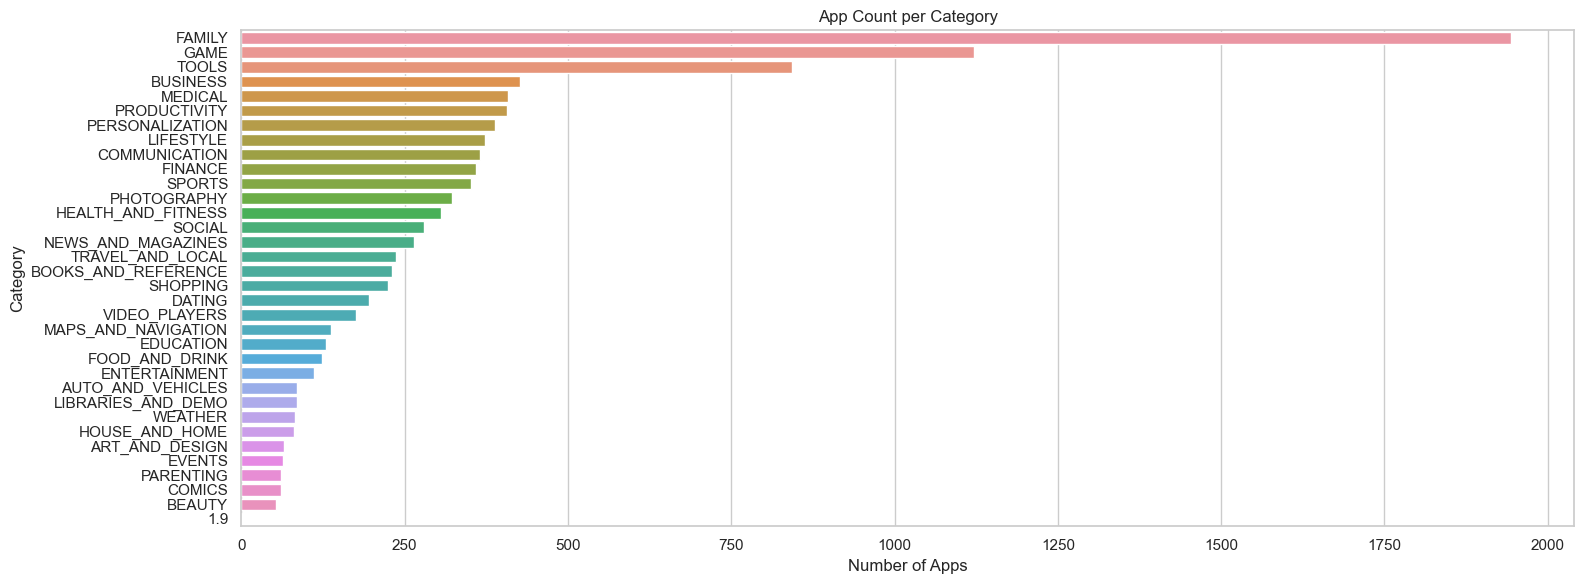 App Count per Category
FAMILY
GAME
TOOLS
BUSINESS
MEDICAL
PRODUCTIVITY
PERSONALIZATION
LIFESTYLE
COMMUNICATION
FINANCE
SPORTS
PHOTOGRAPHY
HEALTH_AND_FITNESS
SOCIAL
NEWS_AND_MAGAZINES
TRAVEL_AND_LOCAL
BOOKS_AND_REFERENCE
SHOPPING
DATING
VIDEO_PLAYERS
MAPS_AND_NAVIGATION
EDUCATION
FOOD_AND_DRINK
ENTERTAINMENT
AUTO_AND_VEHICLES
LIBRARIES_AND_DEMO
WEATHER
HOUSE_AND_HOME
ART_AND_DESIGN
EVENTS
PARENTING
COMICS
BEAUTY
1.9
Category
0 250 500 750 1000 1250 1500 1750 2000
Number of Apps